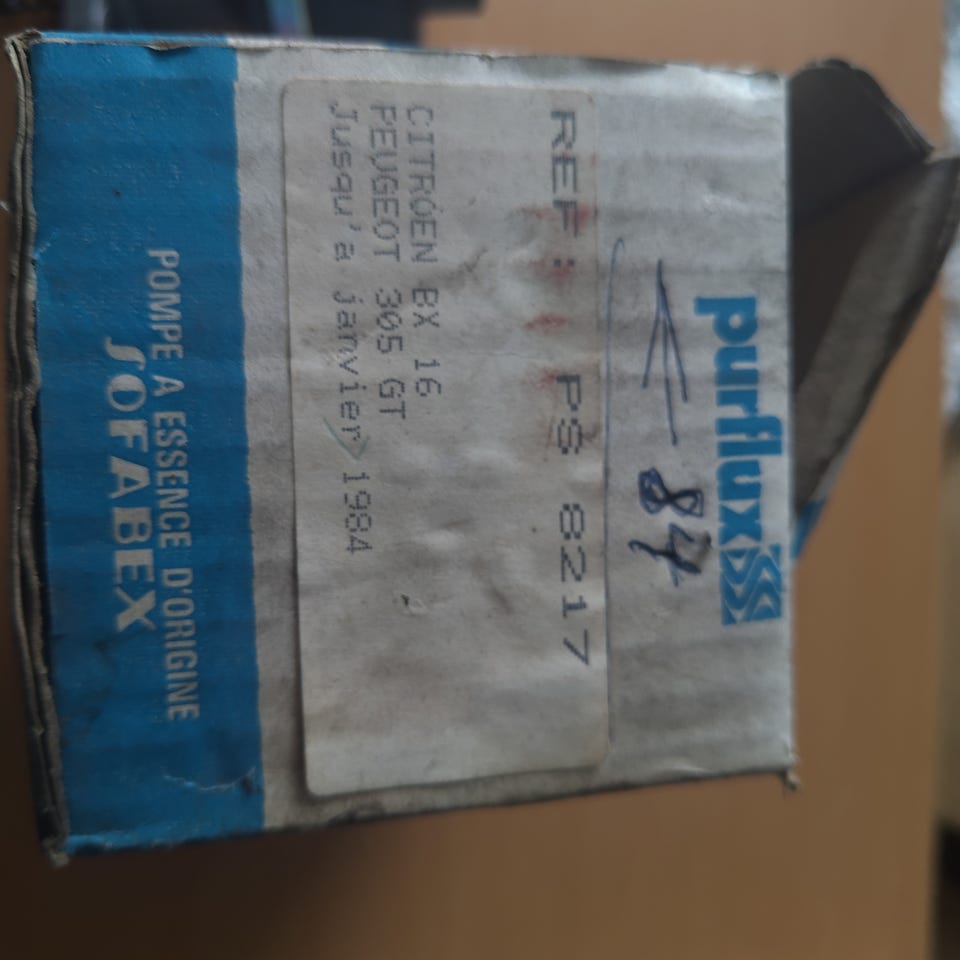 purflux
84
REF: PS 8217
CITROEN BX 16
PEUGEOT 305 GT
Jusqu'a janvier 1984
POMPE A ESSENCE D'ORIGINE
SOFABEX